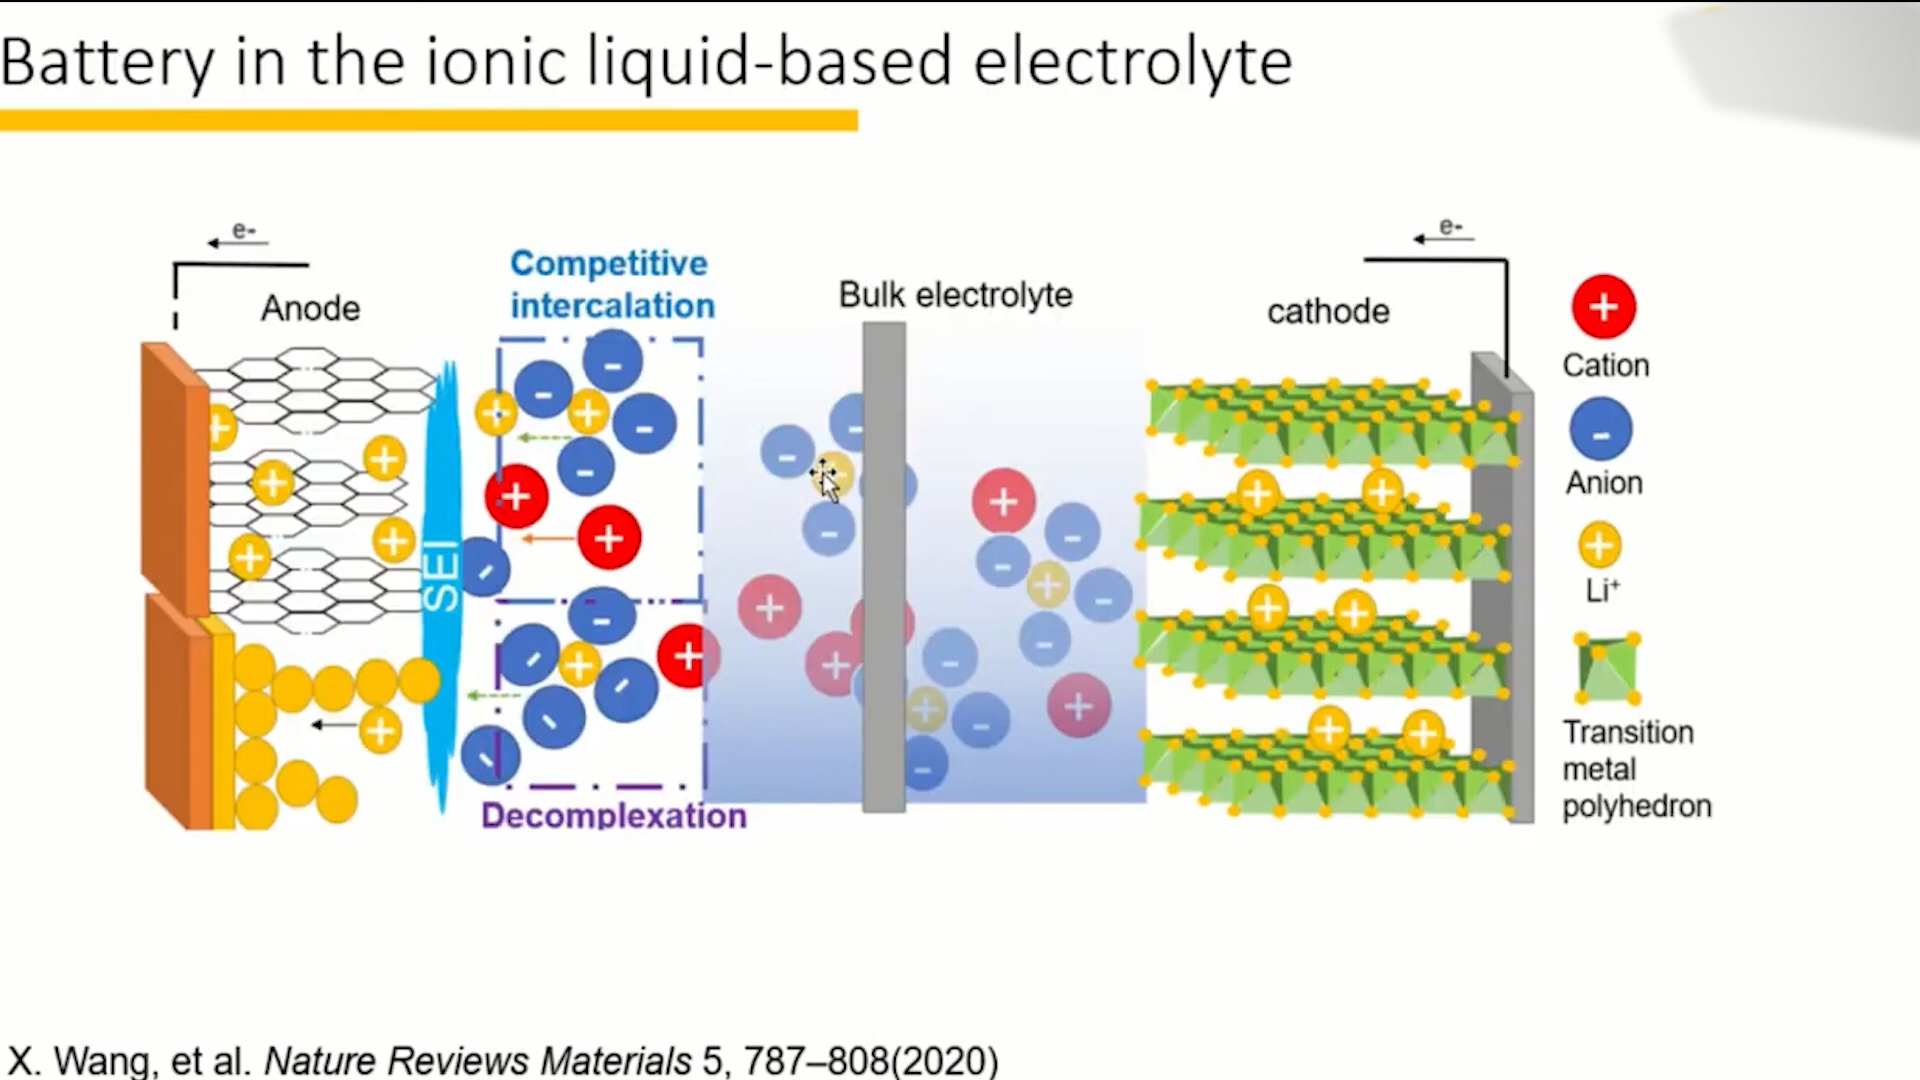 Battery in the ionic liquid-based electrolyte
e-
e-
Competitive
intercalation
Anode
Bulk electrolyte
cathode
SEI
Decomplexation
+
Cation
-
Anion
+
Li⁺
Transition
metal
polyhedron
X. Wang, et al. Nature Reviews Materials 5, 787–808(2020)